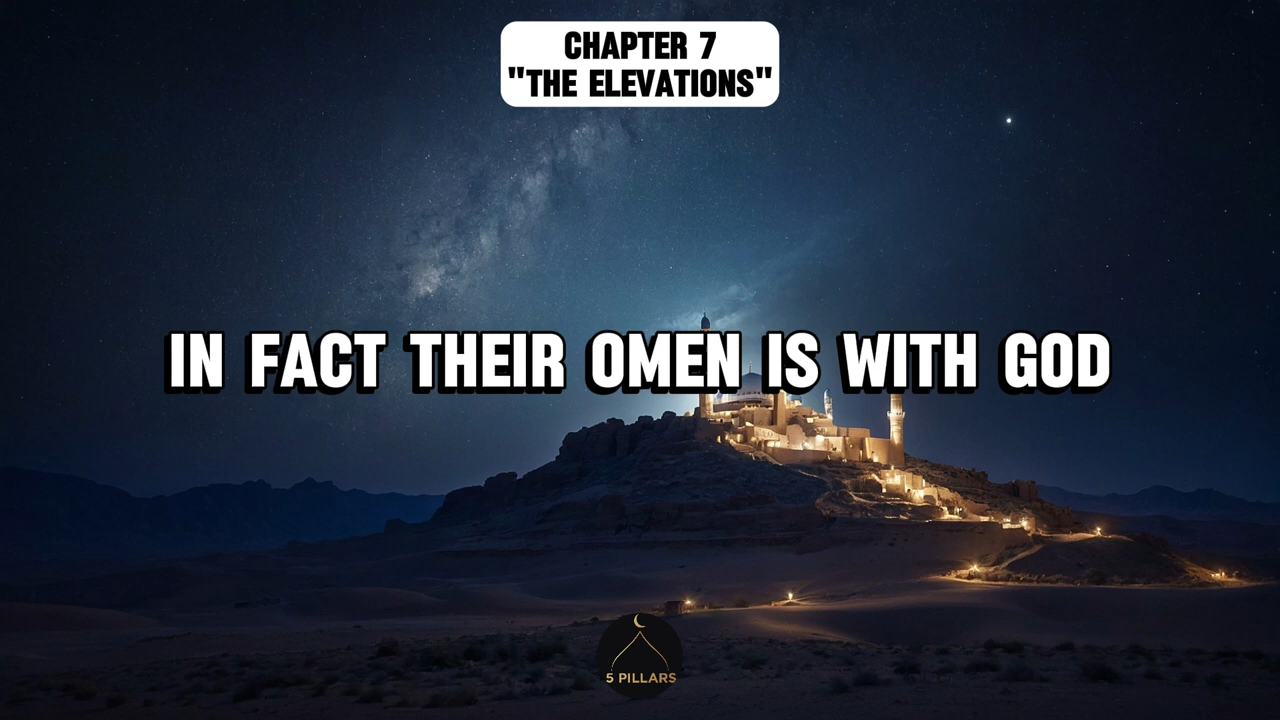 CHAPTER 7
"THE ELEVATIONS"
IN FACT THEIR OMEN IS WITH GOD
5 PILLARS